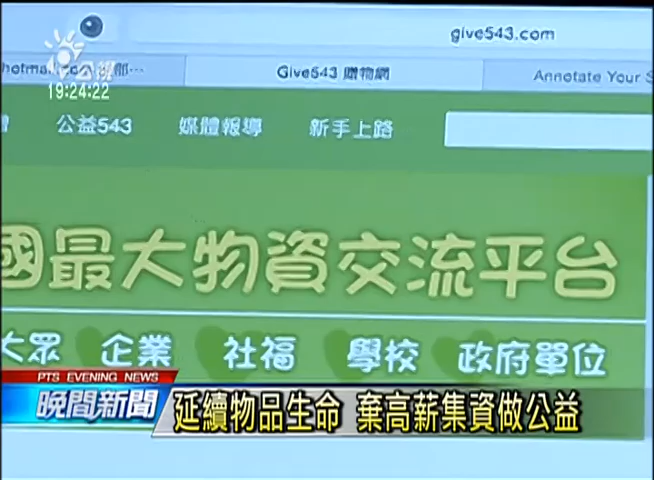 give543.com
公視
Give543 贈物網
Annotate Your S
19:24:22
公益543 媒體報導 新手上路
國最大物資交流平台
大眾 企業 社福 學校 政府單位
PTS EVENING NEWS
晚間新聞
延續物品生命 棄高薪集資做公益